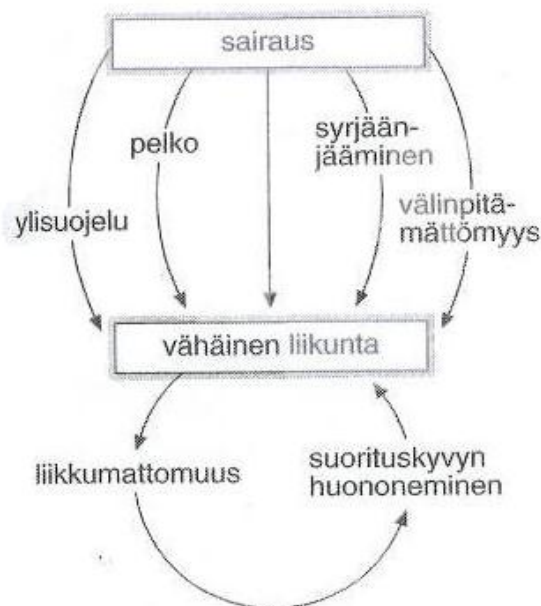 sairaus
pelko
syrjään-
jääminen
ylisuojelu
välinpitä-
mättömyys
vähäinen liikunta
liikkumattomuus
suorituskyvyn
huononeminen